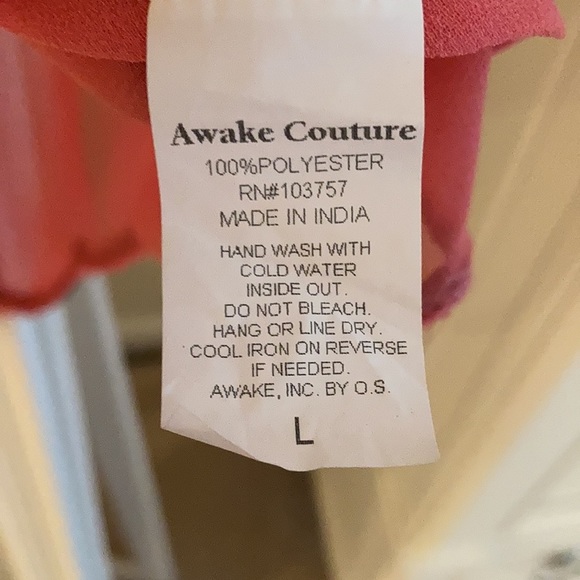 Awake Couture
100%POLYESTER
RN#103757
MADE IN INDIA
HAND WASH WITH
COLD WATER
INSIDE OUT.
DO NOT BLEACH.
HANG OR LINE DRY.
COOL IRON ON REVERSE
IF NEEDED.
AWAKE, INC. BY O.S.
L